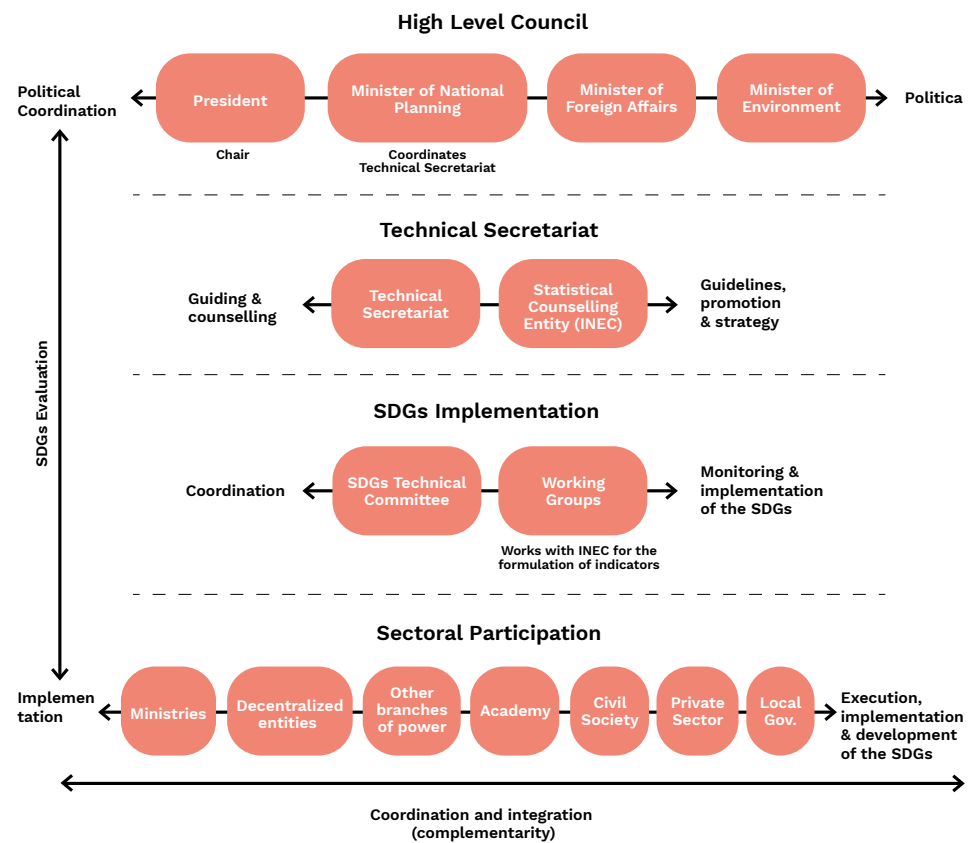 High Level Council
Political
Coordination
President
Minister of National
Planning
Minister of
Foreign Affairs
Minister of
Environment
Politica
Chair
Coordinates
Technical Secretariat
Technical Secretariat
Guiding &
counselling
Technical
Secretariat
Statistical
Counselling
Entity (INEC)
Guidelines,
promotion
& strategy
SDGs Evaluation
SDGs Implementation
Coordination
SDGs Technical
Committee
Working
Groups
Monitoring &
implementation
of the SDGs
Works with INEC for the
formulation of indicators
Sectoral Participation
Implemen
tation
Ministries
Decentralized
entities
Other
branches
of power
Academy
Civil
Society
Private
Sector
Local
Gov.
Execution,
implementation
& development
of the SDGs
Coordination and integration
(complementarity)